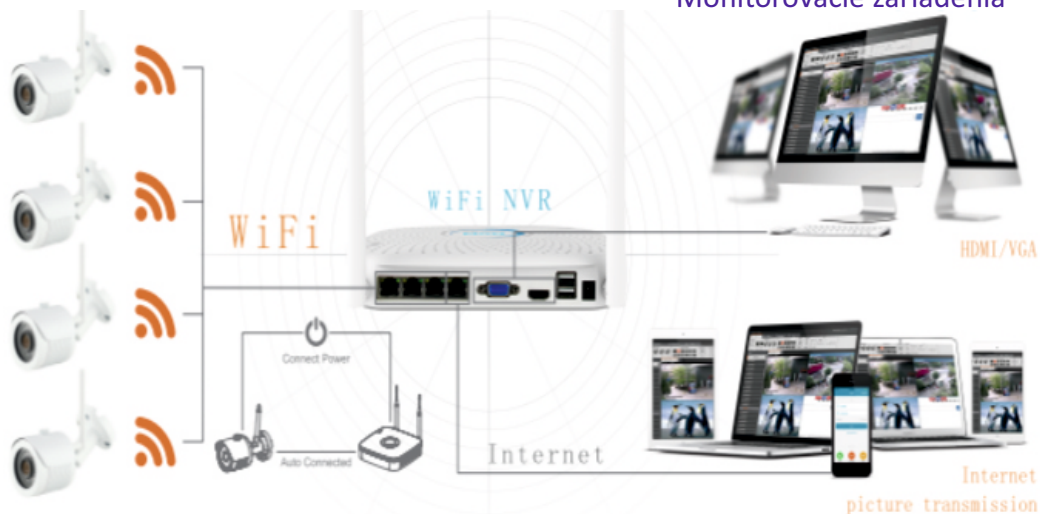 Monitorovacie zariadenia
WiFi NVR
WiFi
HDMI/VGA
Connect Power
Auto Connected
Internet
Internet
picture transmission